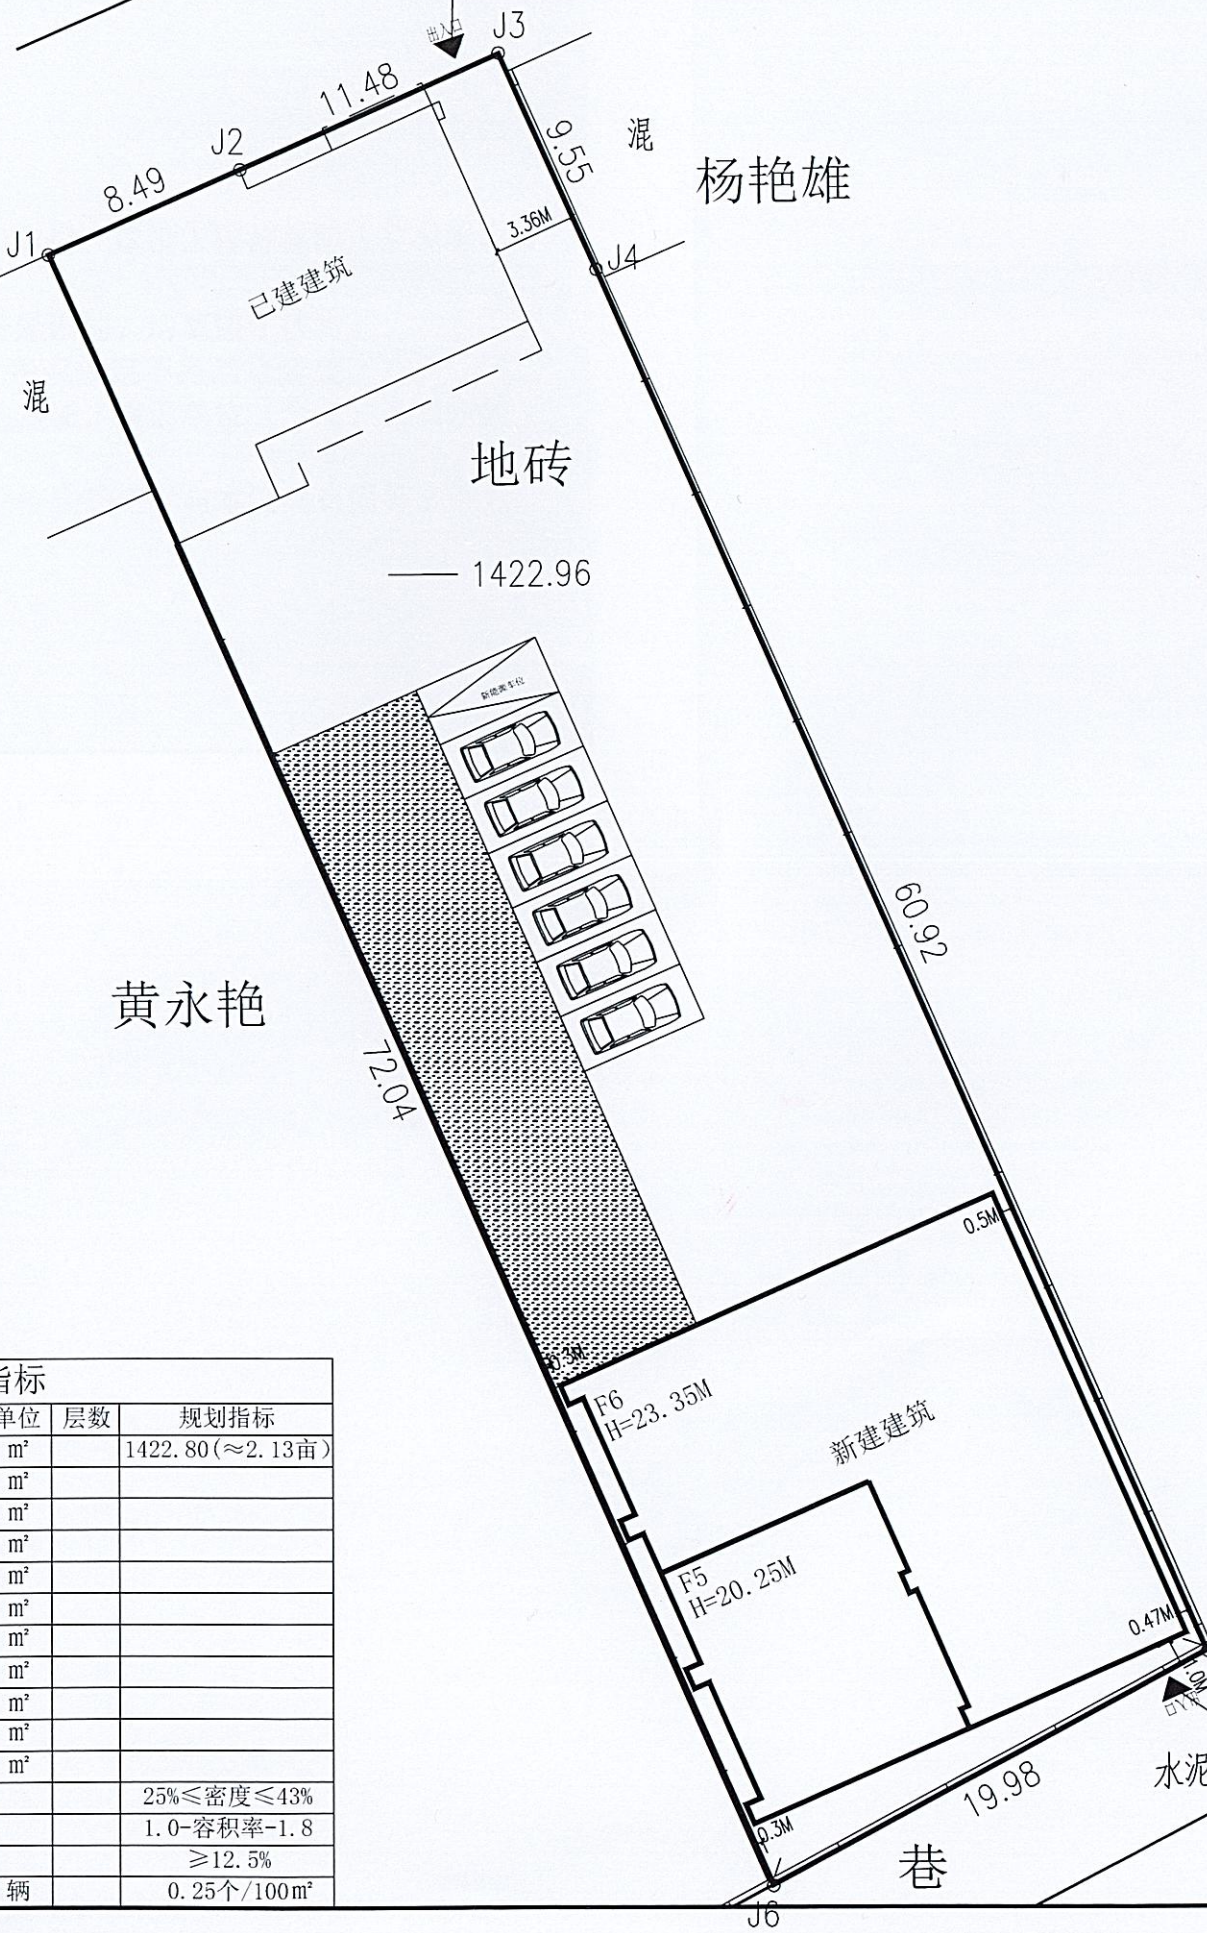 出入口
J3
11.48
J2
8.49
J1
9.55
混
杨艳雄
3.36M
J4
已建建筑
混
地砖
1422.96
新能源车位
60.92
黄永艳
72.04
0.5M
0.3M
F6
H=23.35M
新建建筑
F5
H=20.25M
0.47M
1.0M
19.98
水泥
0.3M
巷
J6
指标
单位 层数 规划指标
m² 1422.80(≈2.13亩)
m²
m²
m²
m²
m²
m²
m²
m²
m²
m²
25%≤密度≤43%
1.0-容积率-1.8
≥12.5%
辆 0.25个/100m²